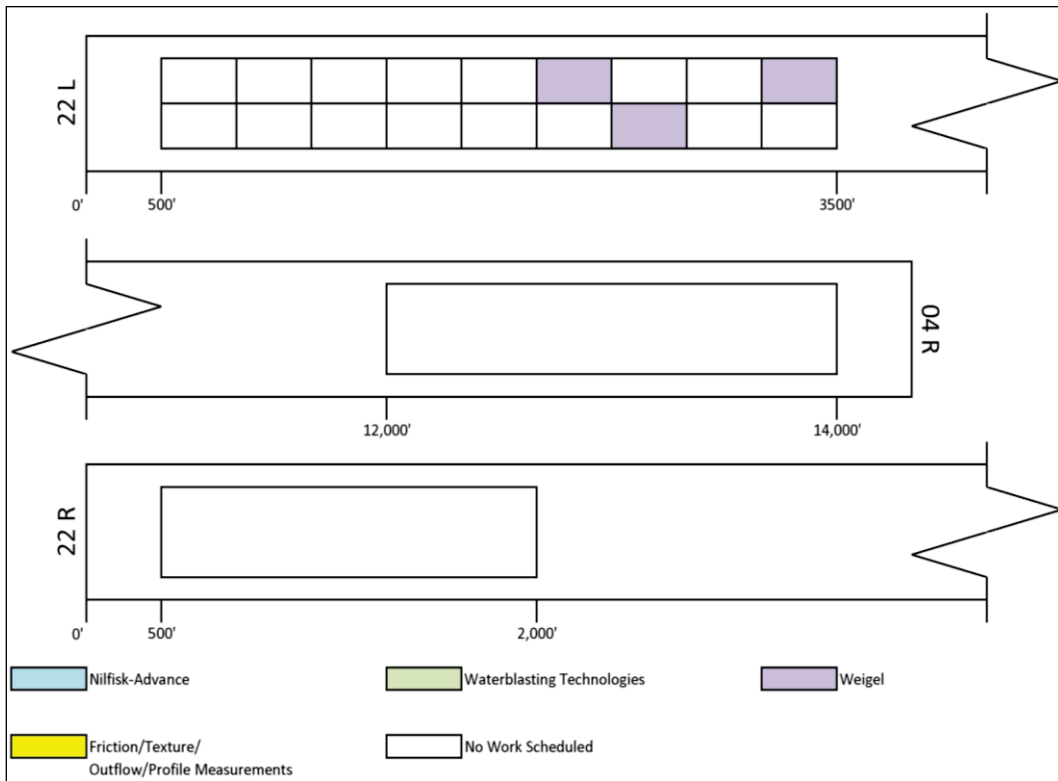 22 L
0'
500'
3500'
04 R
12,000'
14,000'
22 R
0'
500'
2,000'
Nilfisk-Advance
Waterblasting Technologies
Weigel
Friction/Texture/
Outflow/Profile Measurements
No Work Scheduled